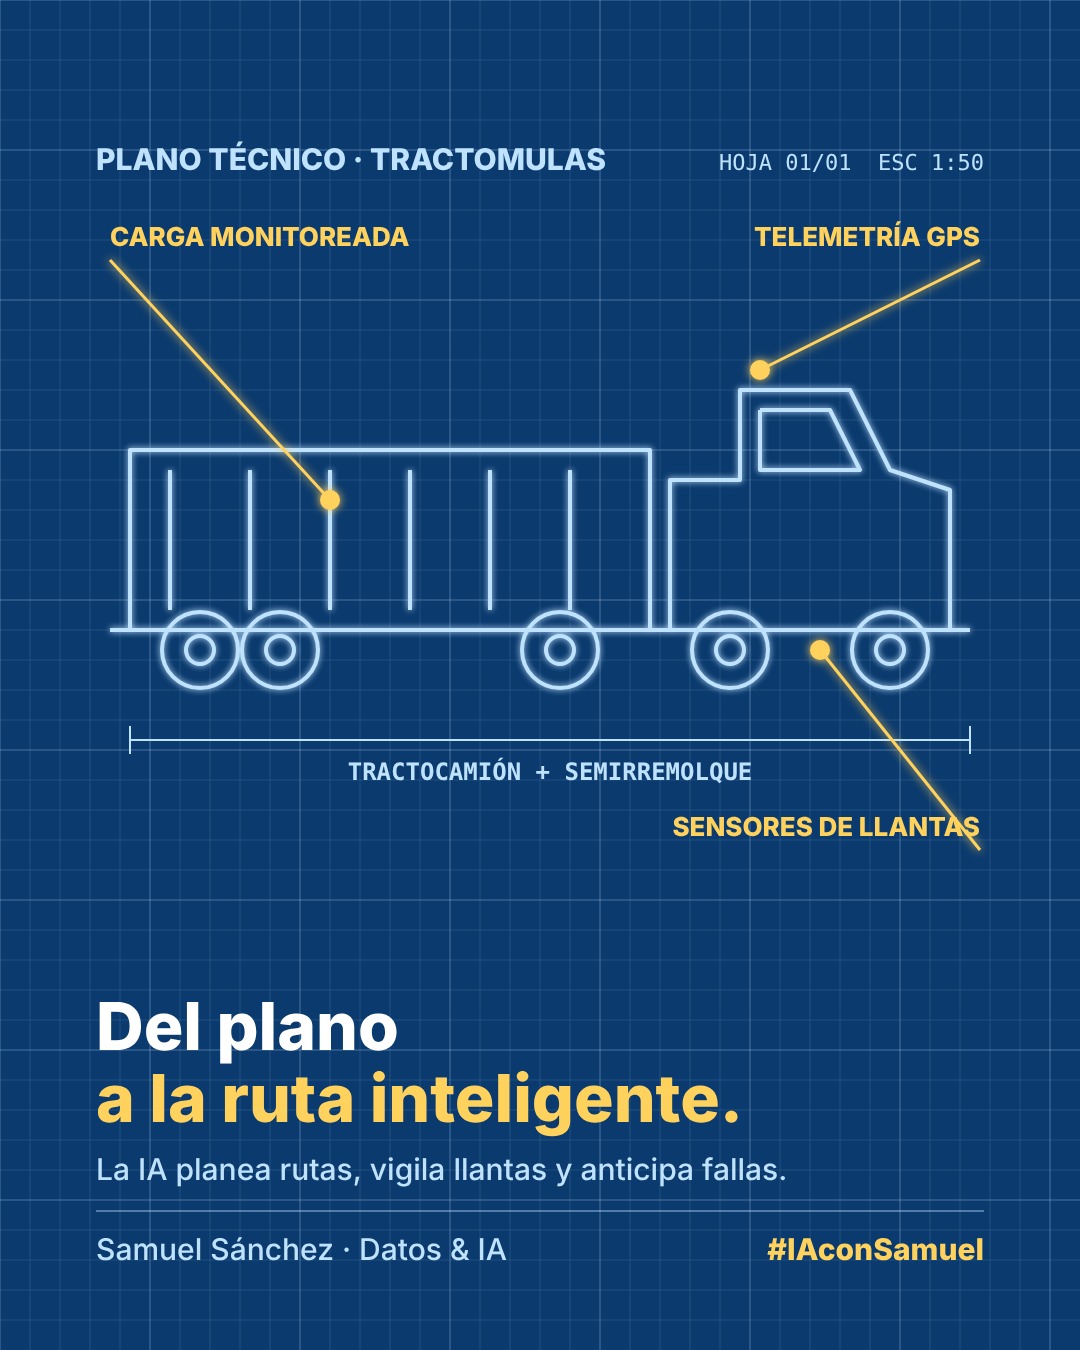 PLANO TÉCNICO · TRACTOMULAS
HOJA 01/01  ESC 1:50
CARGA MONITOREADA
TELEMETRÍA GPS
TRACTOCAMIÓN + SEMIRREMOLQUE
SENSORES DE LLANTAS
Del plano
a la ruta inteligente.
La IA planea rutas, vigila llantas y anticipa fallas.
Samuel Sánchez · Datos & IA
#IAconSamuel